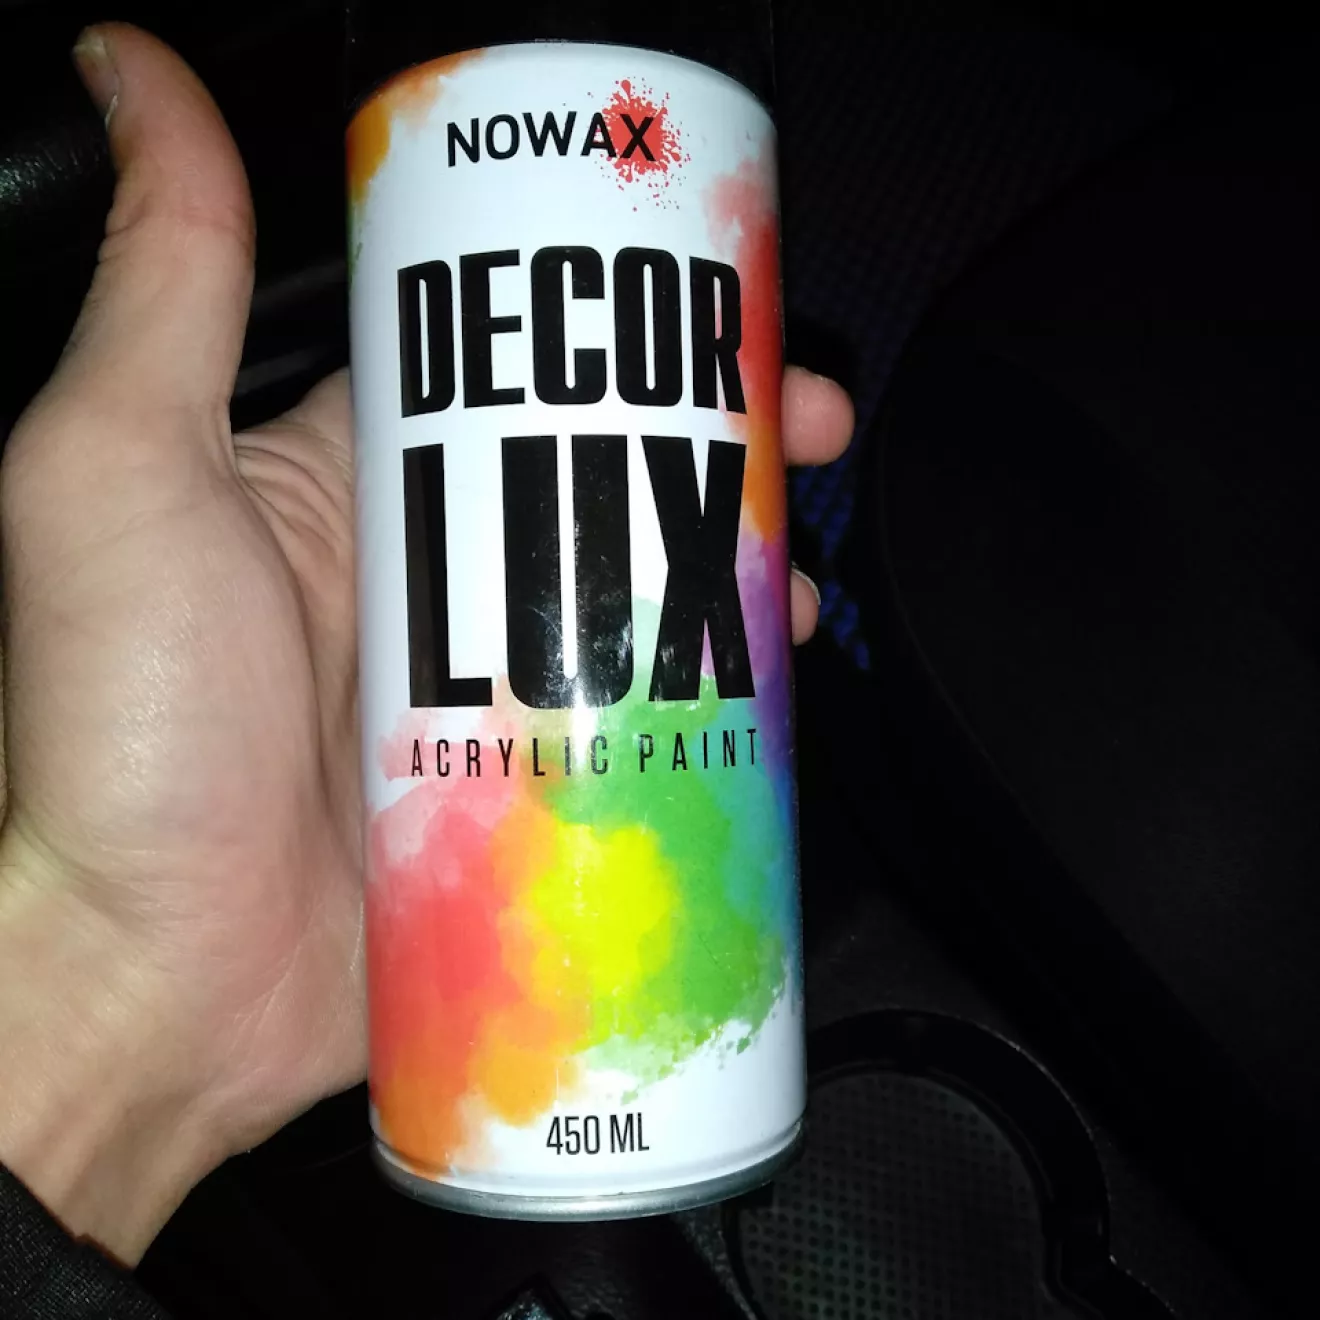 NOWAX
DECOR
LUX
ACRYLIC PAINT
450 ML